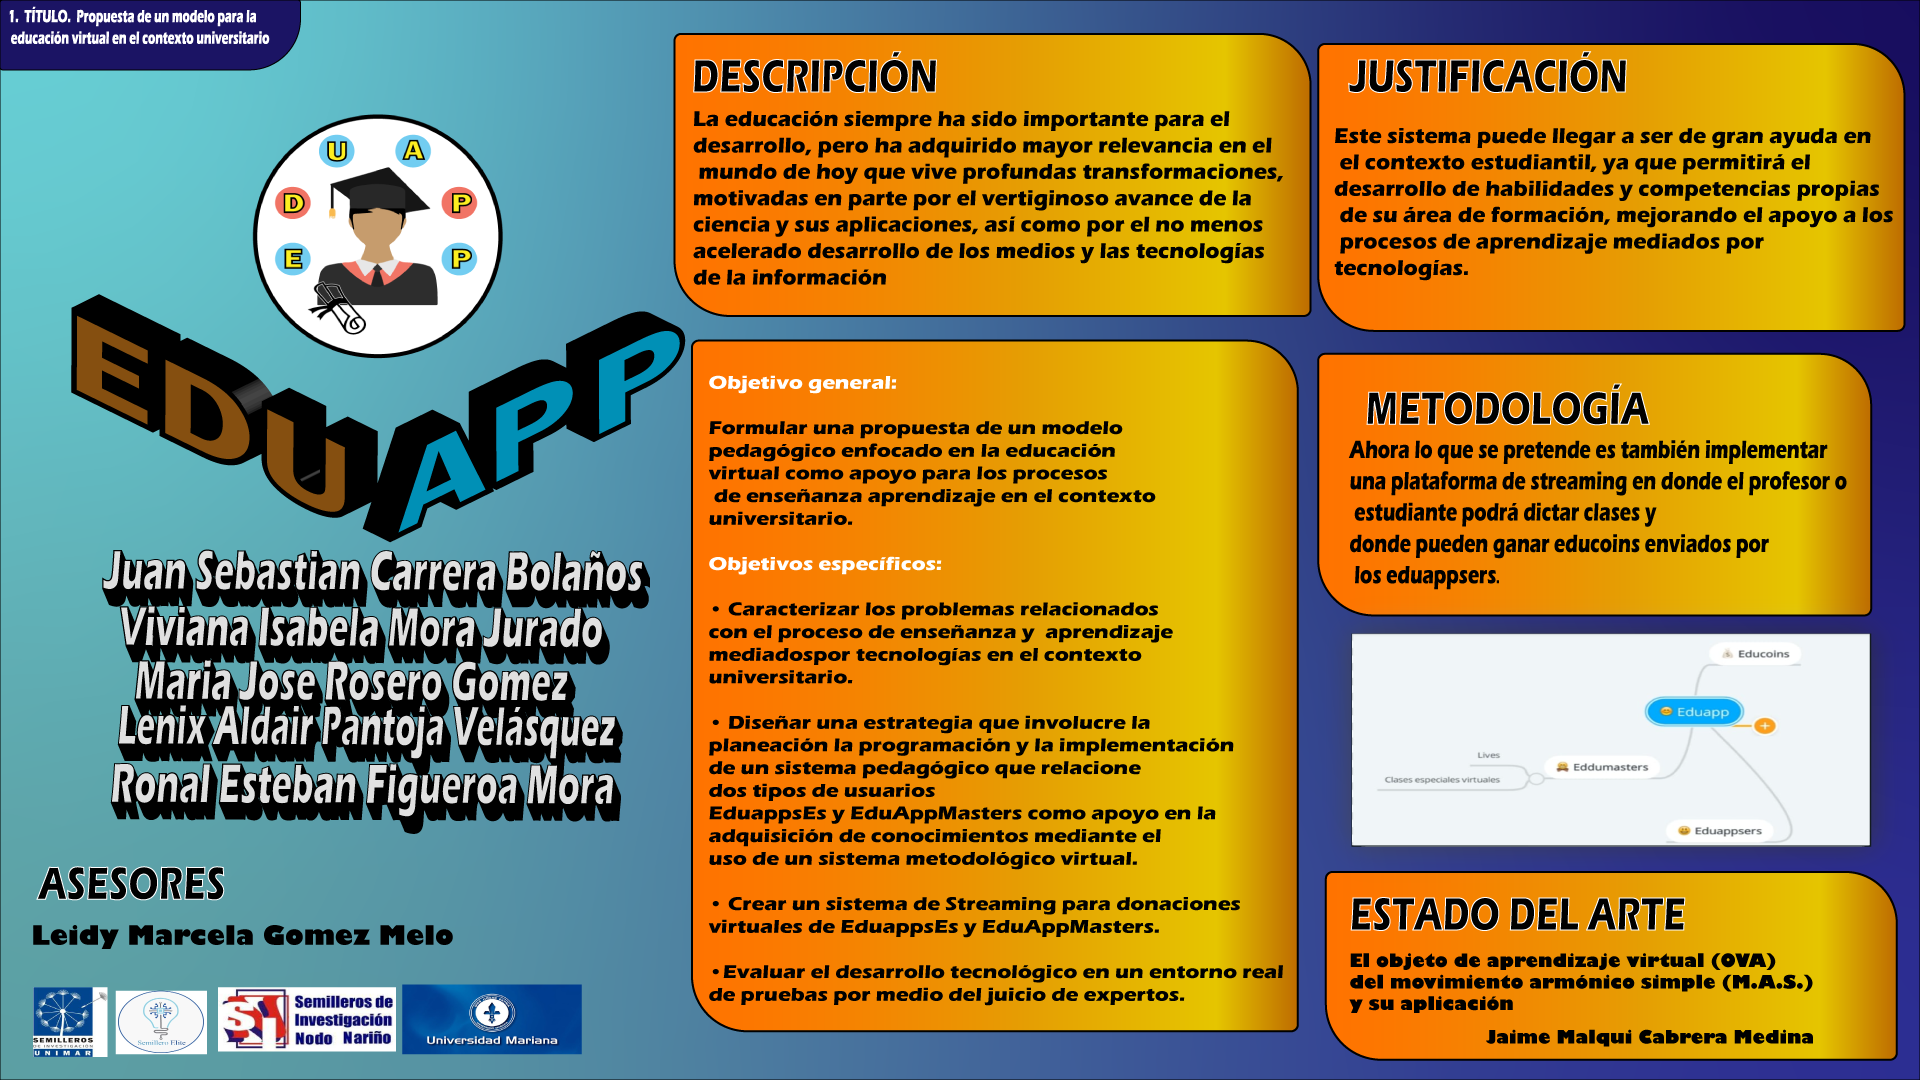 1. TÍTULO. Propuesta de un modelo para la
educación virtual en el contexto universitario
E D U A P P
EDUAPP
Juan Sebastian Carrera Bolaños
Viviana Isabela Mora Jurado
Maria Jose Rosero Gomez
Lenix Aldair Pantoja Velásquez
Ronal Esteban Figueroa Mora
ASESORES
Leidy Marcela Gomez Melo
SEMILLEROS
DE INVESTIGACIÓN
UNIMAR
Semillero Elite
SI
Semilleros de
Investigación
Nodo Nariño
Universidad Mariana
DESCRIPCIÓN
La educación siempre ha sido importante para el
desarrollo, pero ha adquirido mayor relevancia en el
mundo de hoy que vive profundas transformaciones,
motivadas en parte por el vertiginoso avance de la
ciencia y sus aplicaciones, así como por el no menos
acelerado desarrollo de los medios y las tecnologías
de la información
Objetivo general:
Formular una propuesta de un modelo
pedagógico enfocado en la educación
virtual como apoyo para los procesos
de enseñanza aprendizaje en el contexto
universitario.
Objetivos específicos:
• Caracterizar los problemas relacionados
con el proceso de enseñanza y aprendizaje
mediadospor tecnologías en el contexto
universitario.
• Diseñar una estrategia que involucre la
planeación la programación y la implementación
de un sistema pedagógico que relacione
dos tipos de usuarios
EduappsEs y EduAppMasters como apoyo en la
adquisición de conocimientos mediante el
uso de un sistema metodológico virtual.
• Crear un sistema de Streaming para donaciones
virtuales de EduappsEs y EduAppMasters.
•Evaluar el desarrollo tecnológico en un entorno real
de pruebas por medio del juicio de expertos.
JUSTIFICACIÓN
Este sistema puede llegar a ser de gran ayuda en
el contexto estudiantil, ya que permitirá el
desarrollo de habilidades y competencias propias
de su área de formación, mejorando el apoyo a los
procesos de aprendizaje mediados por
tecnologías.
METODOLOGÍA
Ahora lo que se pretende es también implementar
una plataforma de streaming en donde el profesor o
estudiante podrá dictar clases y
donde pueden ganar educoins enviados por
los eduappsers.
Educoins
Eduapp
+
Lives
Eddumasters
Clases especiales virtuales
Eduappsers
ESTADO DEL ARTE
El objeto de aprendizaje virtual (OVA)
del movimiento armónico simple (M.A.S.)
y su aplicación
Jaime Malqui Cabrera Medina